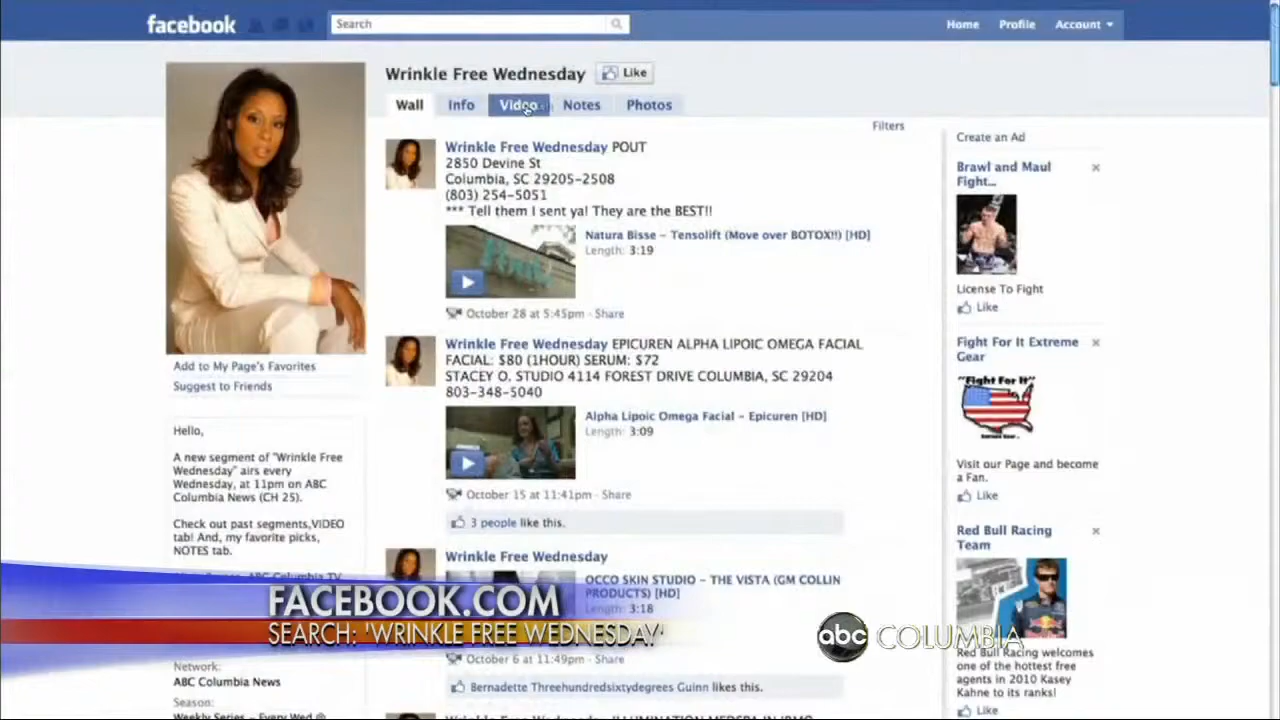 facebook
Search
Home
Profile
Account
Wrinkle Free Wednesday
Like
Wall
Info
Video
Notes
Photos
Filters
Wrinkle Free Wednesday POUT
2850 Devine St
Columbia, SC 29205-2508
(803) 254-5051
*** Tell them I sent ya! They are the BEST!!
Natura Bisse - Tensolift (Move over BOTOX!!) [HD]
Length: 3:19
October 28 at 5:45pm · Share
Wrinkle Free Wednesday EPICUREN ALPHA LIPOIC OMEGA FACIAL
FACIAL: $80 (1HOUR) SERUM: $72
STACEY O. STUDIO 4114 FOREST DRIVE COLUMBIA, SC 29204
803-348-5040
Alpha Lipoic Omega Facial - Epicuren [HD]
Length: 3:09
October 15 at 11:41pm · Share
3 people like this.
Wrinkle Free Wednesday
OCCO SKIN STUDIO - THE VISTA (GM COLLIN
PRODUCTS) [HD]
Length: 3:18
October 6 at 11:49pm · Share
Bernadette Threehundredsixtydegrees Guinn likes this.
Add to My Page's Favorites
Suggest to Friends
Hello,
A new segment of "Wrinkle Free
Wednesday" airs every
Wednesday, at 11pm on ABC
Columbia News (CH 25).
Check out past segments,VIDEO
tab! And, my favorite picks,
NOTES tab.
Network:
ABC Columbia News
Season:
Weekly Series - Every Wed @
Create an Ad
Brawl and Maul
Fight...
License To Fight
Like
Fight For It Extreme
Gear
"Fight For It"
Visit our Page and become
a Fan.
Like
Red Bull Racing
Team
Red Bull Racing welcomes
one of the hottest free
agents in 2010 Kasey
Kahne to its ranks!
Like
FACEBOOK.COM
SEARCH: 'WRINKLE FREE WEDNESDAY'
abc COLUMBIA